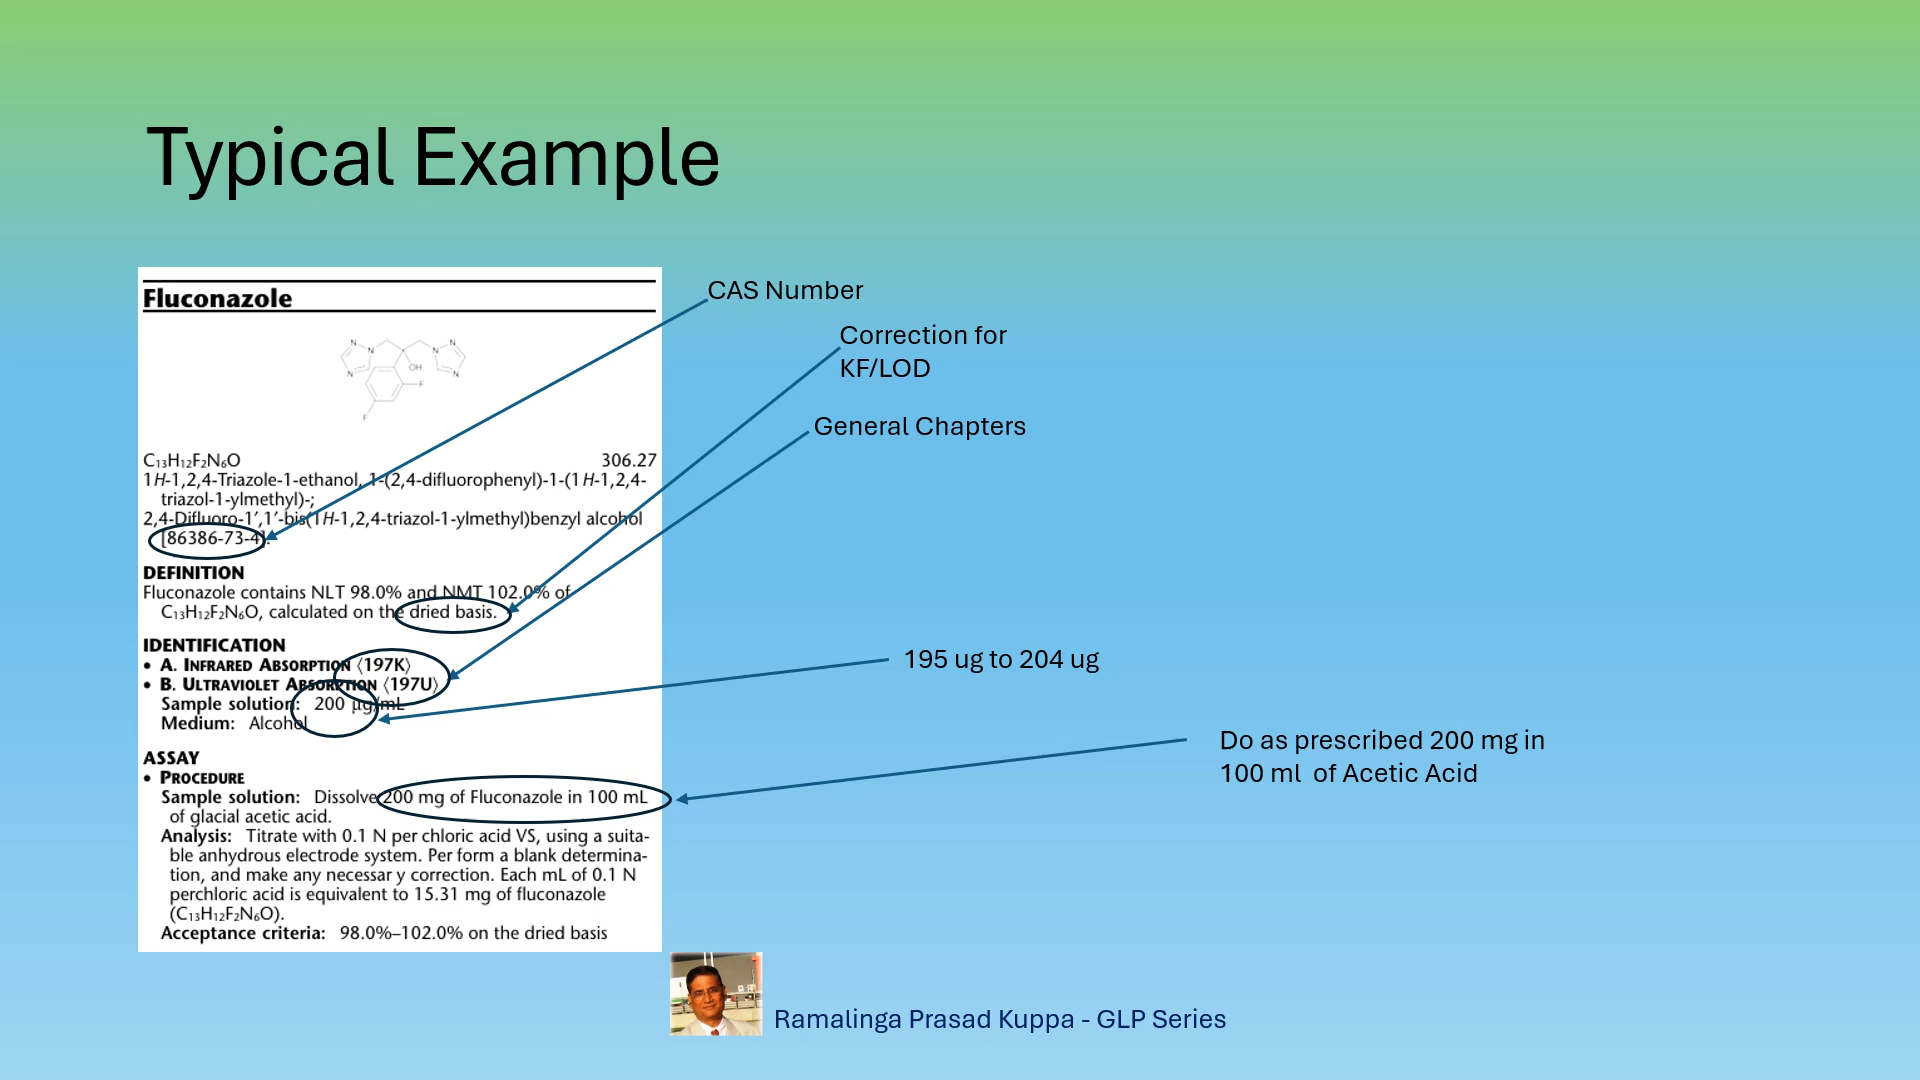 Typical Example
Fluconazole
N
N
N
N
N
N
OH
F
F
C₁₃H₁₂F₂N₆O 306.27
1H-1,2,4-Triazole-1-ethanol, 1-(2,4-difluorophenyl)-1-(1H-1,2,4-
triazol-1-ylmethyl)-;
2,4-Difluoro-1′,1′-bis(1H-1,2,4-triazol-1-ylmethyl)benzyl alcohol
[86386-73-4].
DEFINITION
Fluconazole contains NLT 98.0% and NMT 102.0% of
C₁₃H₁₂F₂N₆O, calculated on the dried basis.
IDENTIFICATION
• A. INFRARED ABSORPTION ⟨197K⟩
• B. ULTRAVIOLET ABSORPTION ⟨197U⟩
Sample solution: 200 µg/mL
Medium: Alcohol
ASSAY
• PROCEDURE
Sample solution: Dissolve 200 mg of Fluconazole in 100 mL
of glacial acetic acid.
Analysis: Titrate with 0.1 N per chloric acid VS, using a suita-
ble anhydrous electrode system. Per form a blank determina-
tion, and make any necessar y correction. Each mL of 0.1 N
perchloric acid is equivalent to 15.31 mg of fluconazole
(C₁₃H₁₂F₂N₆O).
Acceptance criteria: 98.0%–102.0% on the dried basis
CAS Number
Correction for
KF/LOD
General Chapters
195 ug to 204 ug
Do as prescribed 200 mg in
100 ml  of Acetic Acid
Ramalinga Prasad Kuppa - GLP Series